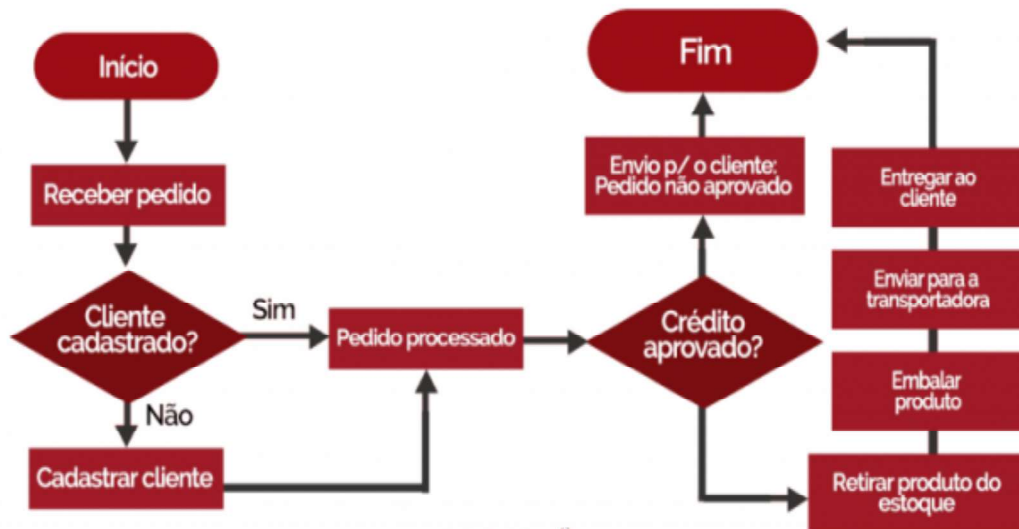 Início
Receber pedido
Cliente
cadastrado?
Sim
Não
Cadastrar cliente
Pedido processado
Crédito
aprovado?
Envio p/ o cliente:
Pedido não aprovado
Fim
Retirar produto do
estoque
Embalar
produto
Enviar para a
transportadora
Entregar ao
cliente